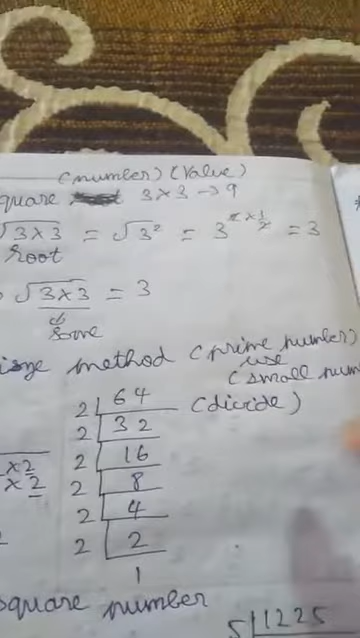 (number) (Value)
square 3×3 → 9
√3×3 = √3² = 3^2×1/2 = 3
root
√3×3 = 3
same
method (prime number)
use
(small num
2 | 64 (divide)
2 | 32
2 | 16
×2 2 | 8
×2 2 | 4
2 | 2
1
square number
5 | 1225